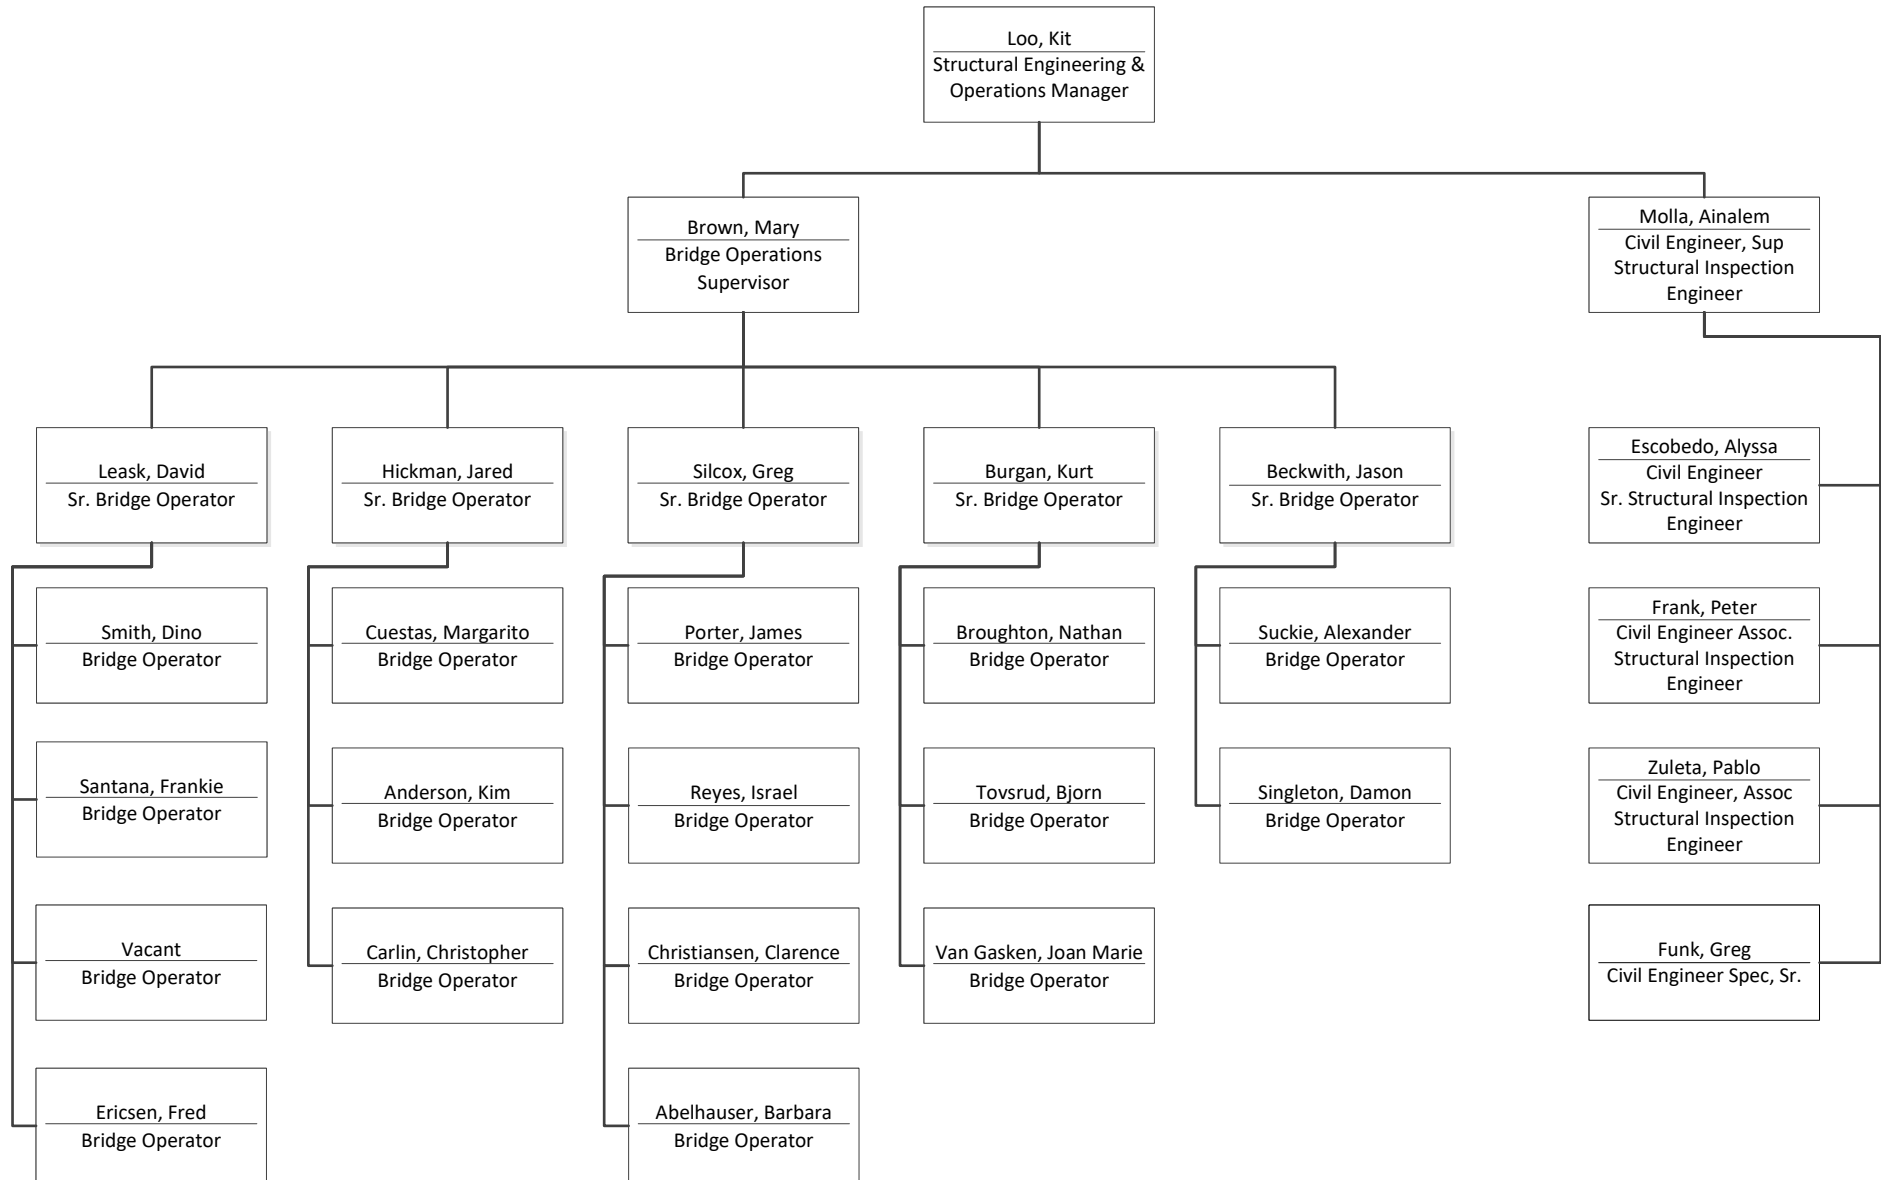 Loo, Kit
Structural Engineering &
Operations Manager
Brown, Mary
Bridge Operations
Supervisor
Molla, Ainalem
Civil Engineer, Sup
Structural Inspection
Engineer
Leask, David
Sr. Bridge Operator
Hickman, Jared
Sr. Bridge Operator
Silcox, Greg
Sr. Bridge Operator
Burgan, Kurt
Sr. Bridge Operator
Beckwith, Jason
Sr. Bridge Operator
Escobedo, Alyssa
Civil Engineer
Sr. Structural Inspection
Engineer
Smith, Dino
Bridge Operator
Cuestas, Margarito
Bridge Operator
Porter, James
Bridge Operator
Broughton, Nathan
Bridge Operator
Suckie, Alexander
Bridge Operator
Frank, Peter
Civil Engineer Assoc.
Structural Inspection
Engineer
Santana, Frankie
Bridge Operator
Anderson, Kim
Bridge Operator
Reyes, Israel
Bridge Operator
Tovsrud, Bjorn
Bridge Operator
Singleton, Damon
Bridge Operator
Zuleta, Pablo
Civil Engineer, Assoc
Structural Inspection
Engineer
Vacant
Bridge Operator
Carlin, Christopher
Bridge Operator
Christiansen, Clarence
Bridge Operator
Van Gasken, Joan Marie
Bridge Operator
Funk, Greg
Civil Engineer Spec, Sr.
Ericsen, Fred
Bridge Operator
Abelhauser, Barbara
Bridge Operator